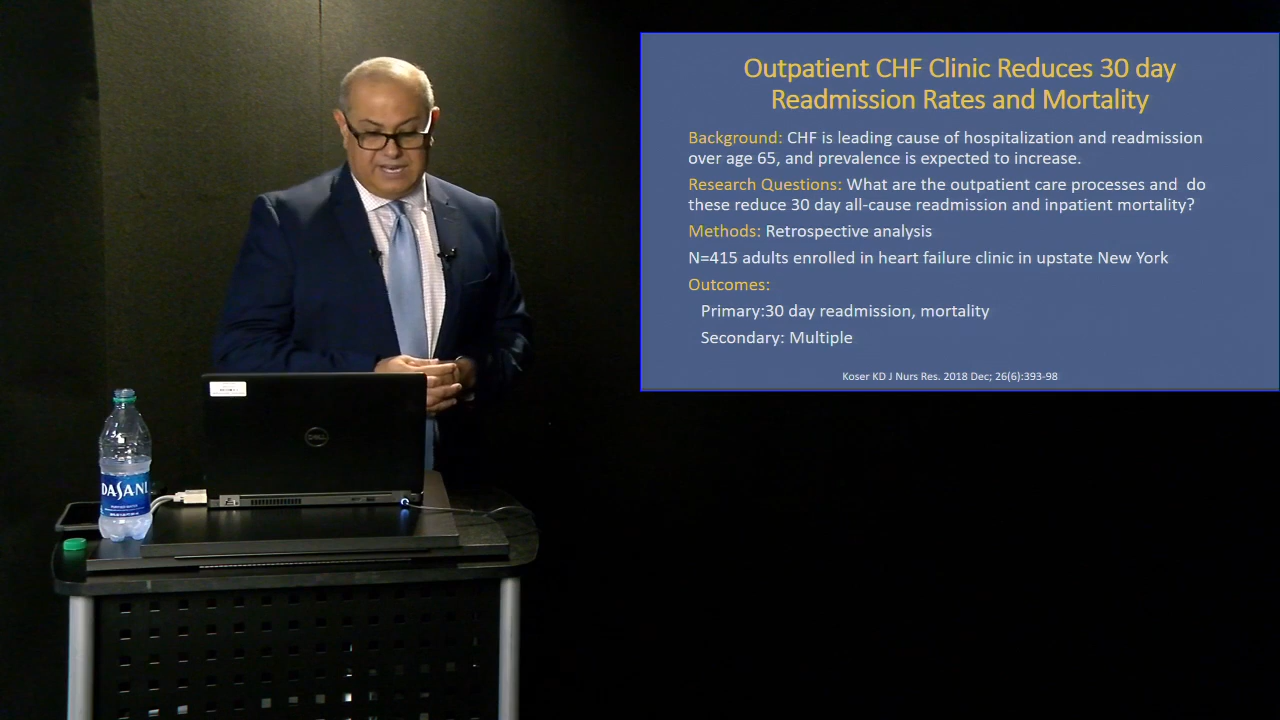 Outpatient CHF Clinic Reduces 30 day
Readmission Rates and Mortality
Background: CHF is leading cause of hospitalization and readmission
over age 65, and prevalence is expected to increase.
Research Questions: What are the outpatient care processes and  do
these reduce 30 day all-cause readmission and inpatient mortality?
Methods: Retrospective analysis
N=415 adults enrolled in heart failure clinic in upstate New York
Outcomes:
Primary:30 day readmission, mortality
Secondary: Multiple
Koser KD J Nurs Res. 2018 Dec; 26(6):393-98
DELL
DASANI